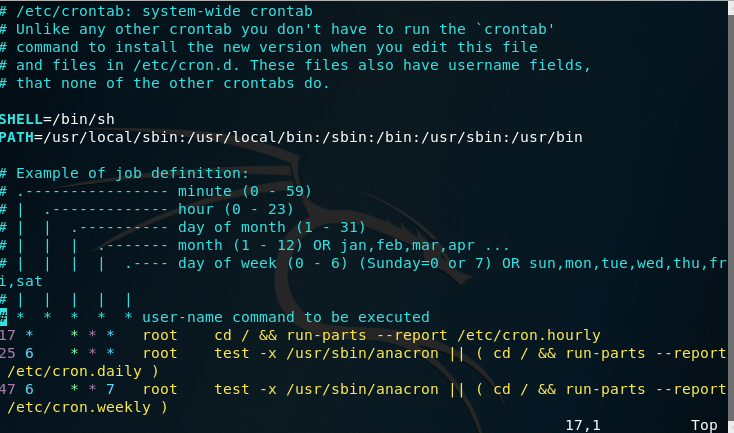 # /etc/crontab: system-wide crontab
# Unlike any other crontab you don't have to run the `crontab'
# command to install the new version when you edit this file
# and files in /etc/cron.d. These files also have username fields,
# that none of the other crontabs do.

SHELL=/bin/sh
PATH=/usr/local/sbin:/usr/local/bin:/sbin:/bin:/usr/sbin:/usr/bin

# Example of job definition:
# .---------------- minute (0 - 59)
# |  .------------- hour (0 - 23)
# |  |  .---------- day of month (1 - 31)
# |  |  |  .------- month (1 - 12) OR jan,feb,mar,apr ...
# |  |  |  |  .---- day of week (0 - 6) (Sunday=0 or 7) OR sun,mon,tue,wed,thu,fr
i,sat
# |  |  |  |  |
# *  *  *  *  * user-name command to be executed
17 *    * * *   root    cd / && run-parts --report /etc/cron.hourly
25 6    * * *   root    test -x /usr/sbin/anacron || ( cd / && run-parts --report
 /etc/cron.daily )
47 6    * * 7   root    test -x /usr/sbin/anacron || ( cd / && run-parts --report
 /etc/cron.weekly )
17,1          Top